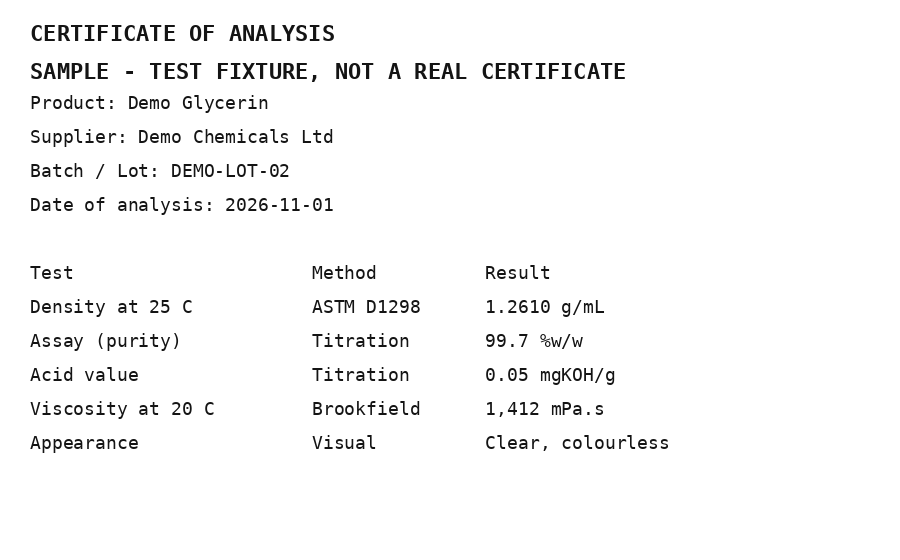 CERTIFICATE OF ANALYSIS
SAMPLE - TEST FIXTURE, NOT A REAL CERTIFICATE
Product: Demo Glycerin
Supplier: Demo Chemicals Ltd
Batch / Lot: DEMO-LOT-02
Date of analysis: 2026-11-01
Test Method Result
Density at 25 C ASTM D1298 1.2610 g/mL
Assay (purity) Titration 99.7 %w/w
Acid value Titration 0.05 mgKOH/g
Viscosity at 20 C Brookfield 1,412 mPa.s
Appearance Visual Clear, colourless